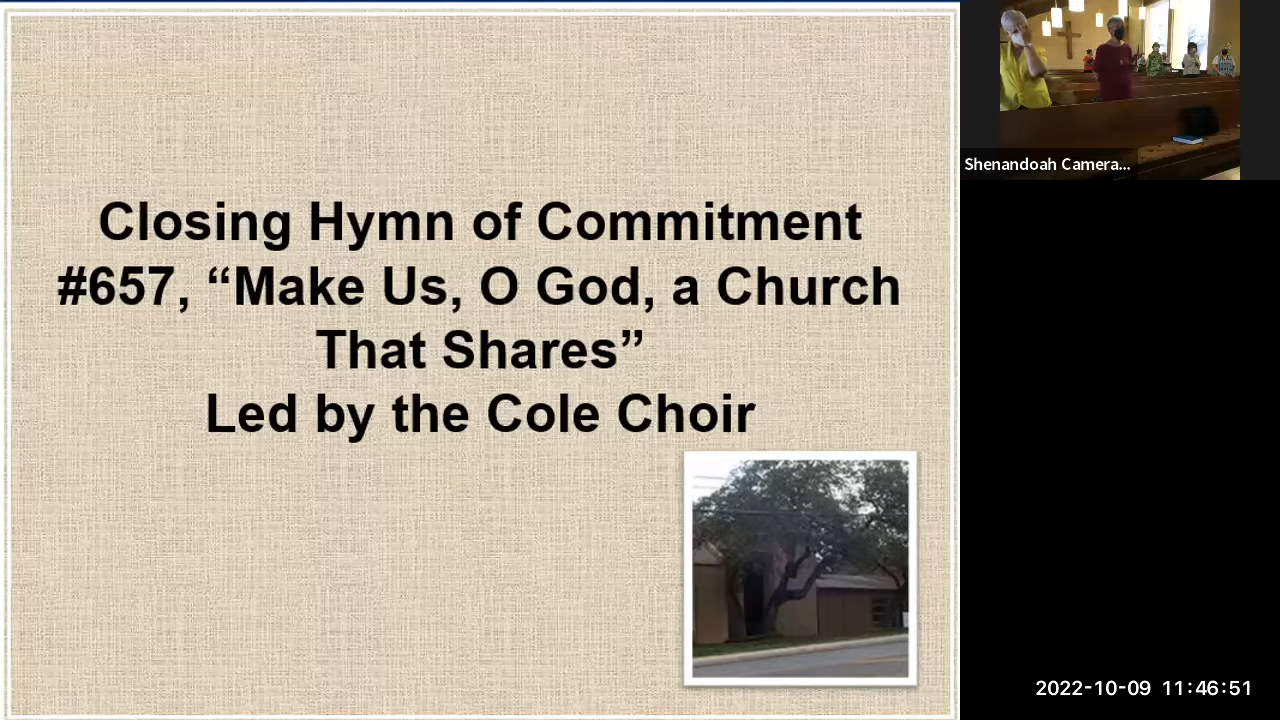 Closing Hymn of Commitment
#657, “Make Us, O God, a Church
That Shares”
Led by the Cole Choir
Shenandoah Camera...
2022-10-09 11:46:51